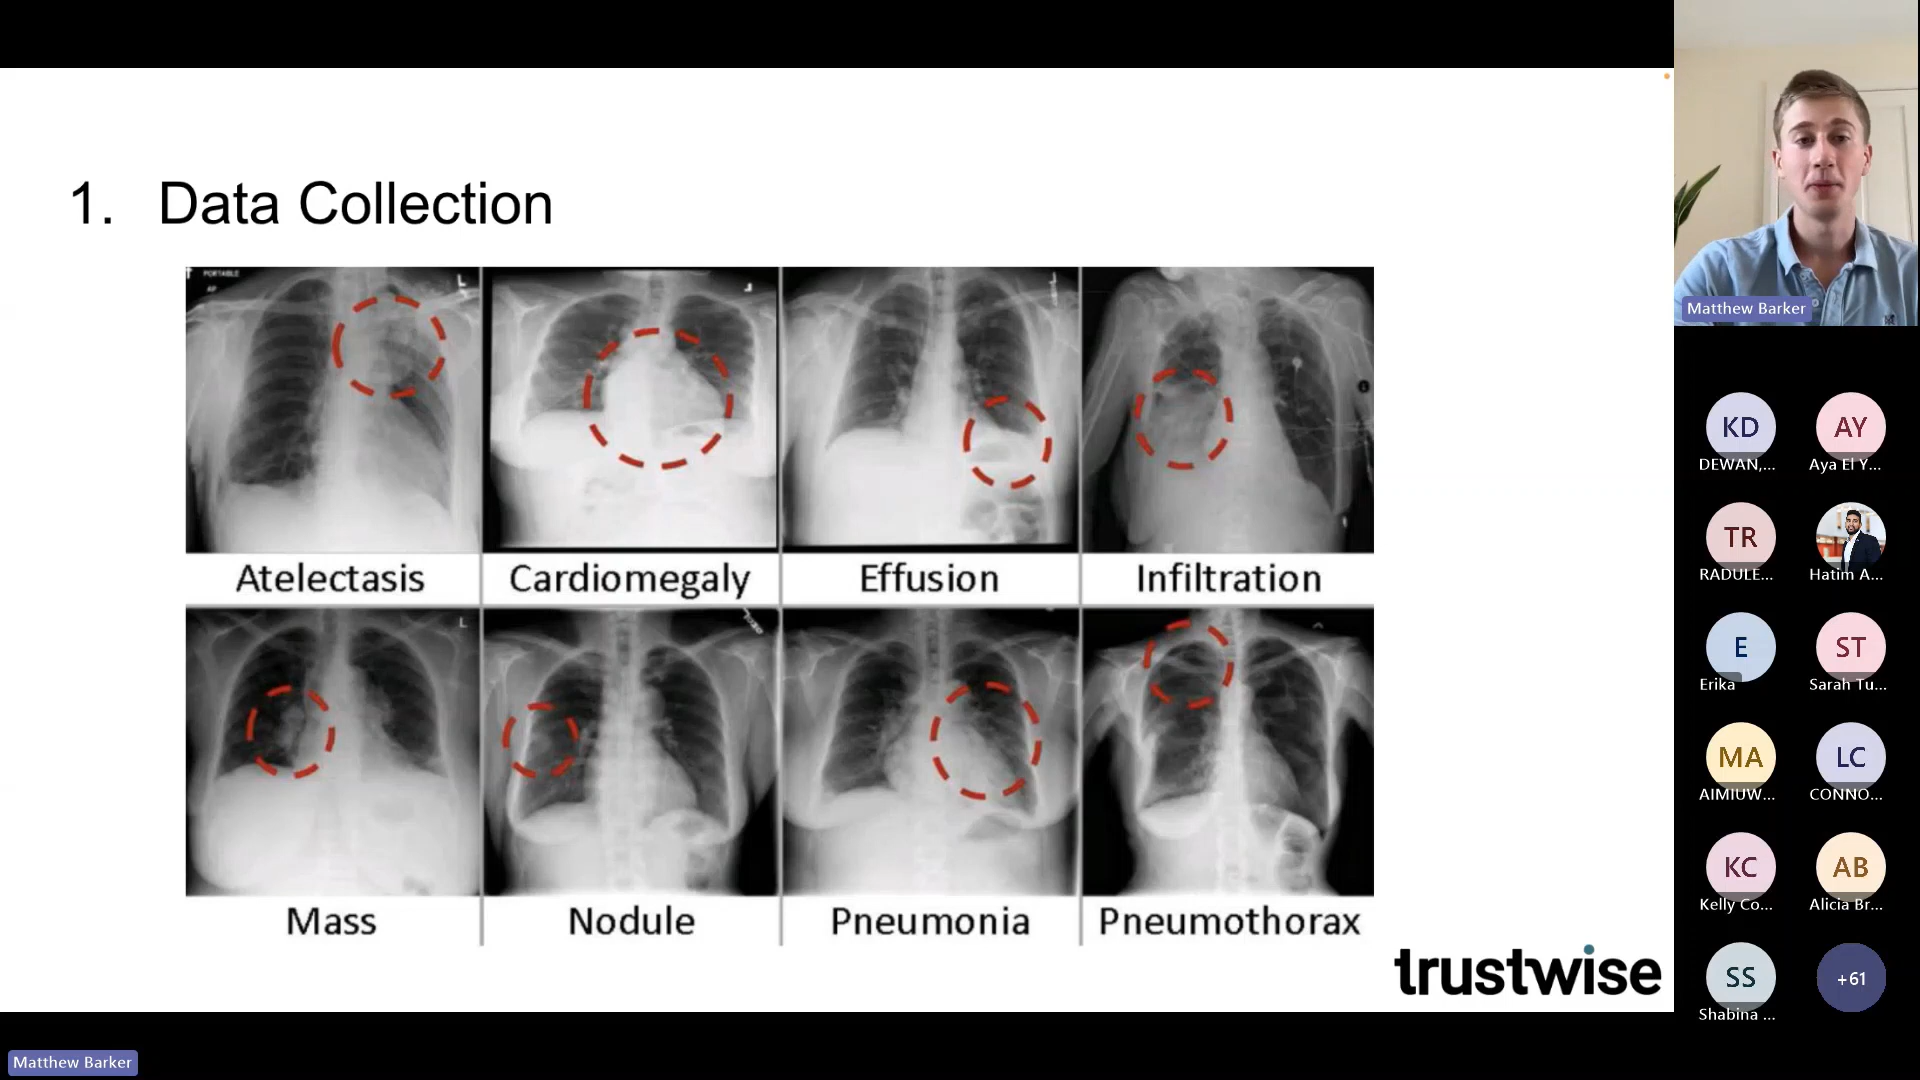 1. Data Collection
PORTABLE
AP
L
Atelectasis
Cardiomegaly
Effusion
Infiltration
L
Mass
Nodule
Pneumonia
Pneumothorax
trustwise
Matthew Barker
KD
DEWAN,...
AY
Aya El Y...
TR
RADULE...
Hatim A...
E
Erika
ST
Sarah Tu...
MA
AIMIUW...
LC
CONNO...
KC
Kelly Co...
AB
Alicia Br...
SS
Shabina ...
+61
Matthew Barker